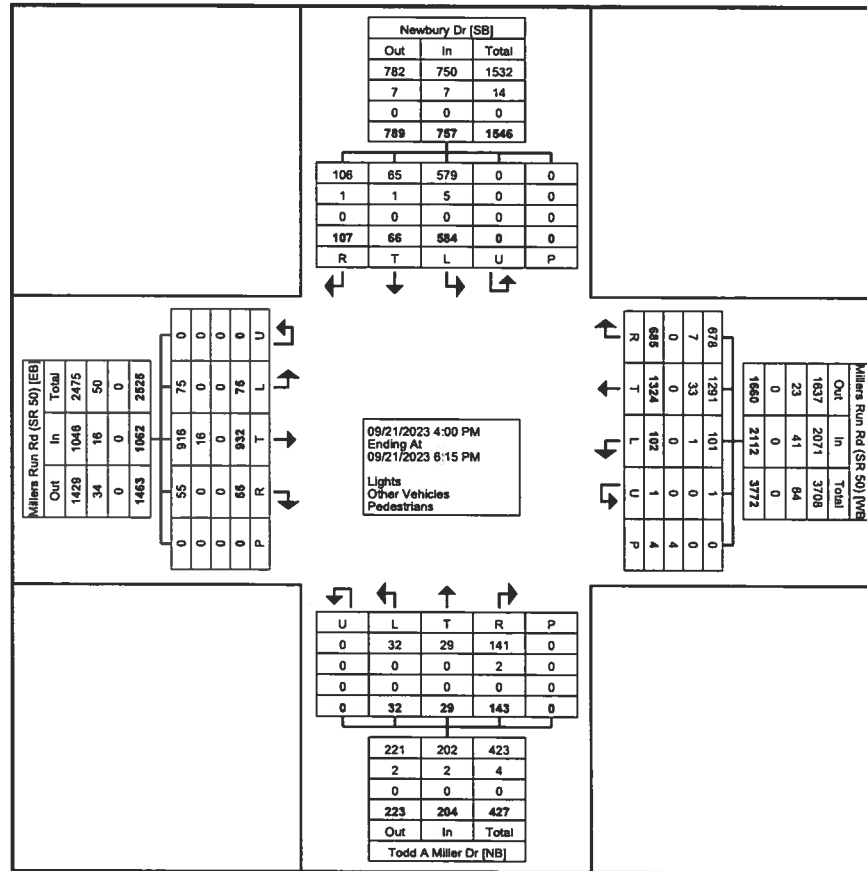 Newbury Dr [SB]
Out In Total
782 750 1532
7 7 14
0 0 0
789 757 1546
106 65 579 0 0
1 1 5 0 0
0 0 0 0 0
107 66 584 0 0
R T L U P
Millers Run Rd (SR 50) [EB]
Total 2475 50 0 2525
In 1046 16 0 1062
Out 1429 34 0 1463
0 0 0 0 U
75 0 0 75 L
916 16 0 932 T
55 0 0 55 R
0 0 0 0 P
09/21/2023 4:00 PM
Ending At
09/21/2023 6:15 PM
Lights
Other Vehicles
Pedestrians
R 685 0 7 678
T 1324 0 33 1291
L 102 0 1 101
U 1 0 0 1
P 4 4 0 0
1660 0 23 1637 Out
2112 0 41 2071 In
3772 0 64 3708 Total
Millers Run Rd (SR 50) [WB]
U L T R P
0 32 29 141 0
0 0 0 2 0
0 0 0 0 0
0 32 29 143 0
221 202 423
2 2 4
0 0 0
223 204 427
Out In Total
Todd A Miller Dr [NB]